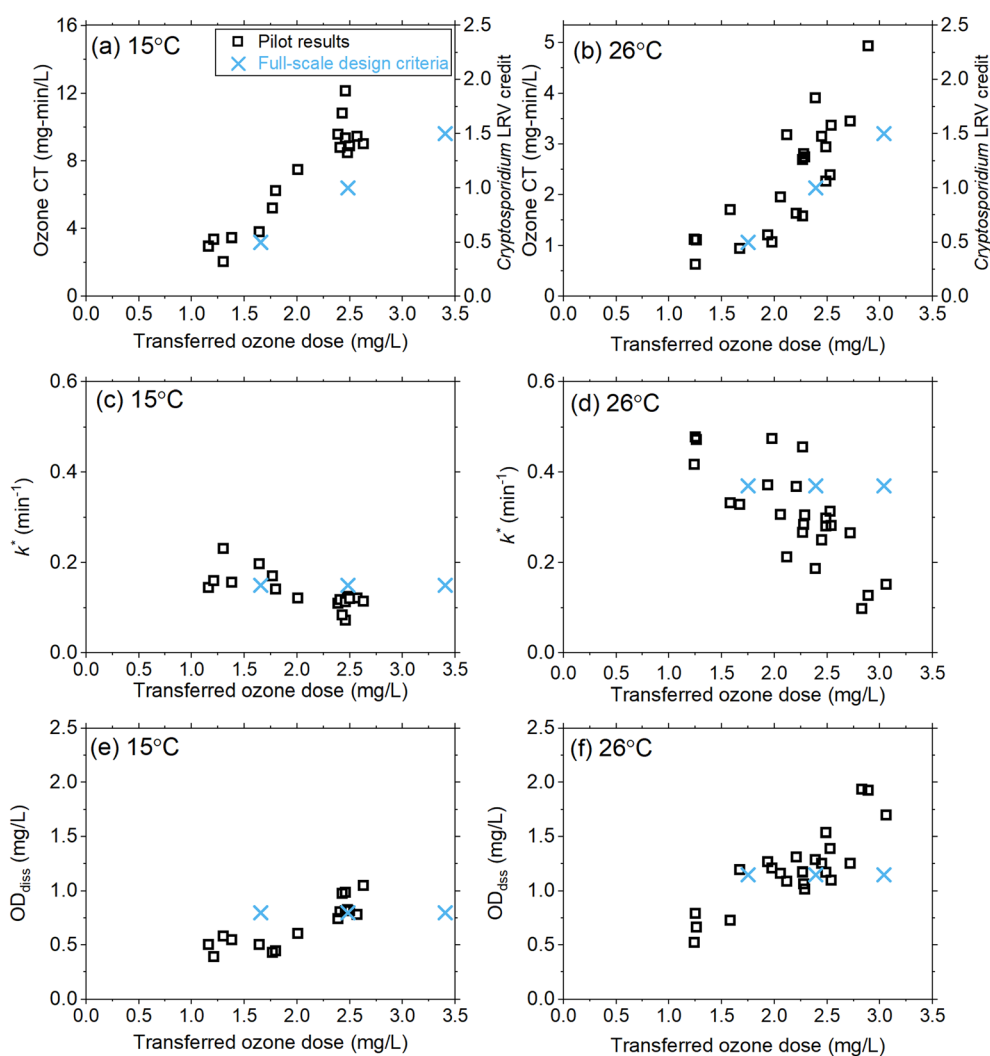 (a) 15°C
Pilot results
Full-scale design criteria
Ozone CT (mg-min/L)
16
12
8
4
0
Cryptosporidium LRV credit
2.5
2.0
1.5
1.0
0.5
0.0
0.0 0.5 1.0 1.5 2.0 2.5 3.0 3.5
Transferred ozone dose (mg/L)
(b) 26°C
Ozone CT (mg-min/L)
5
4
3
2
1
0
Cryptosporidium LRV credit
2.5
2.0
1.5
1.0
0.5
0.0
0.0 0.5 1.0 1.5 2.0 2.5 3.0 3.5
Transferred ozone dose (mg/L)
(c) 15°C
k* (min⁻¹)
0.6
0.4
0.2
0.0
0.0 0.5 1.0 1.5 2.0 2.5 3.0 3.5
Transferred ozone dose (mg/L)
(d) 26°C
k* (min⁻¹)
0.6
0.4
0.2
0.0
0.0 0.5 1.0 1.5 2.0 2.5 3.0 3.5
Transferred ozone dose (mg/L)
(e) 15°C
OD_diss (mg/L)
2.5
2.0
1.5
1.0
0.5
0.0
0.0 0.5 1.0 1.5 2.0 2.5 3.0 3.5
Transferred ozone dose (mg/L)
(f) 26°C
OD_dss (mg/L)
2.5
2.0
1.5
1.0
0.5
0.0
0.0 0.5 1.0 1.5 2.0 2.5 3.0 3.5
Transferred ozone dose (mg/L)